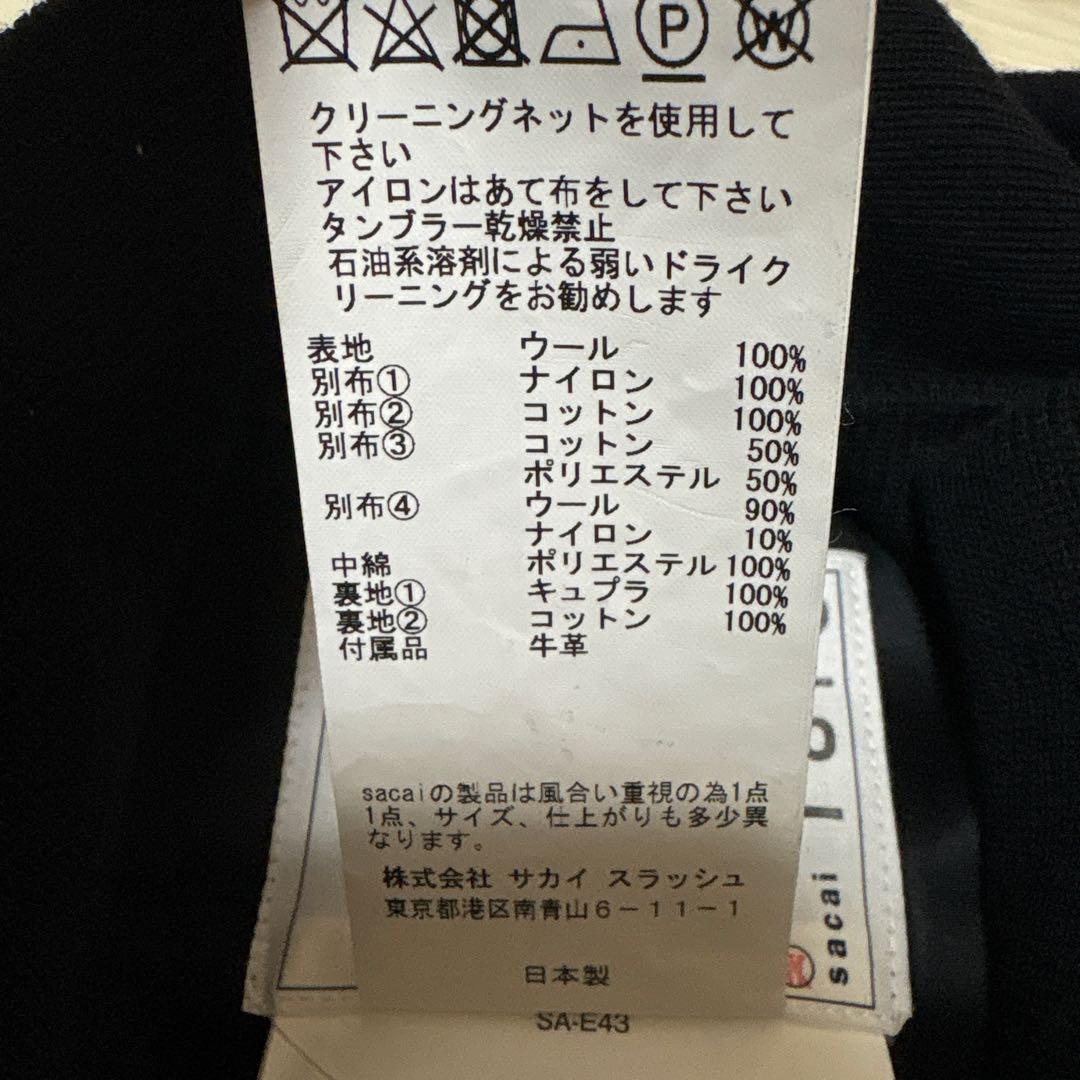 P
W
クリーニングネットを使用して
下さい
アイロンはあて布をして下さい
タンブラー乾燥禁止
石油系溶剤による弱いドライク
リーニングをお勧めします
表地 ウール 100%
別布① ナイロン 100%
別布② コットン 100%
別布③ コットン 50%
ポリエステル 50%
別布④ ウール 90%
ナイロン 10%
中綿 ポリエステル 100%
裏地① キュプラ 100%
裏地② コットン 100%
付属品 牛革
sacaiの製品は風合い重視の為1点
1点、サイズ、仕上がりも多少異
なります。
株式会社 サカイ スラッシュ
東京都港区南青山6-11-1
日本製
SA-E43
sacai